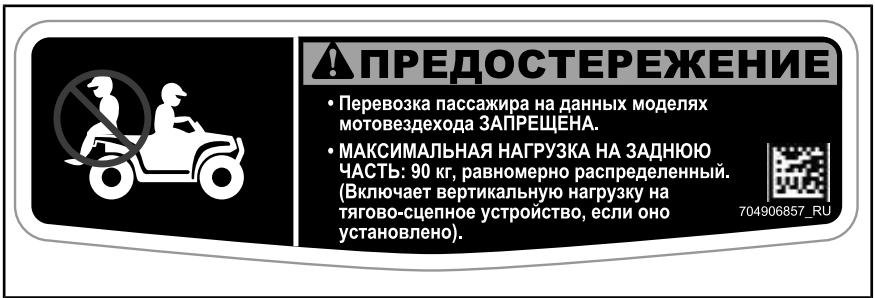 ПРЕДОСТЕРЕЖЕНИЕ
• Перевозка пассажира на данных моделях
мотовездехода ЗАПРЕЩЕНА.
• МАКСИМАЛЬНАЯ НАГРУЗКА НА ЗАДНЮЮ
ЧАСТЬ: 90 кг, равномерно распределенный.
(Включает вертикальную нагрузку на
тягово-сцепное устройство, если оно
установлено).
704906857_RU